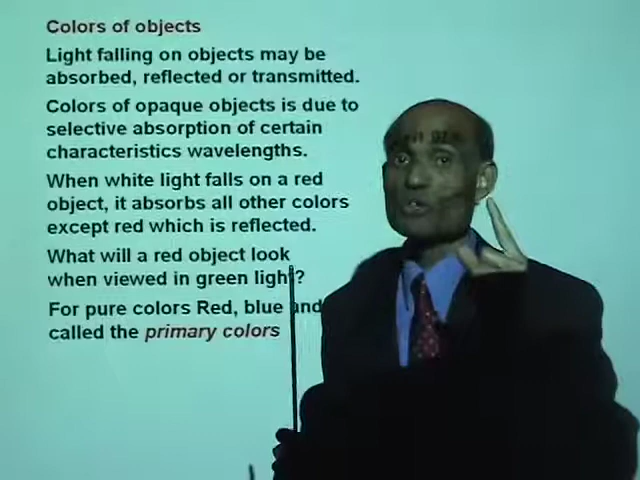 Colors of objects
Light falling on objects may be
absorbed, reflected or transmitted.
Colors of opaque objects is due to
selective absorption of certain
characteristics wavelengths.
When white light falls on a red
object, it absorbs all other colors
except red which is reflected.
What will a red object look
when viewed in green light?
For pure colors Red, blue and
called the primary colors